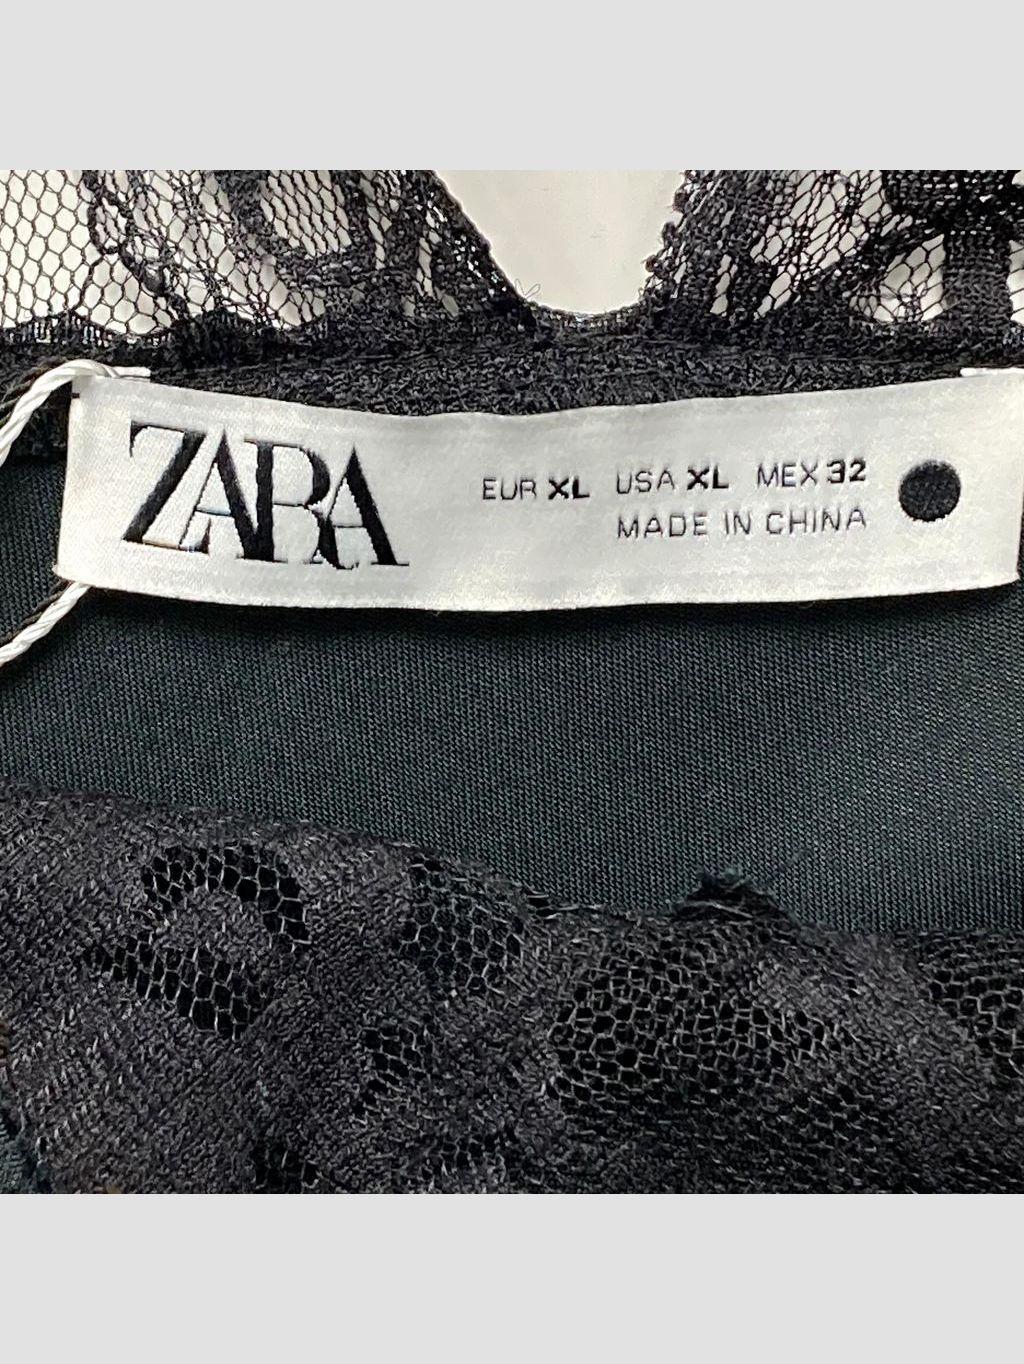 ZARA
EUR XL USA XL MEX 32
MADE IN CHINA